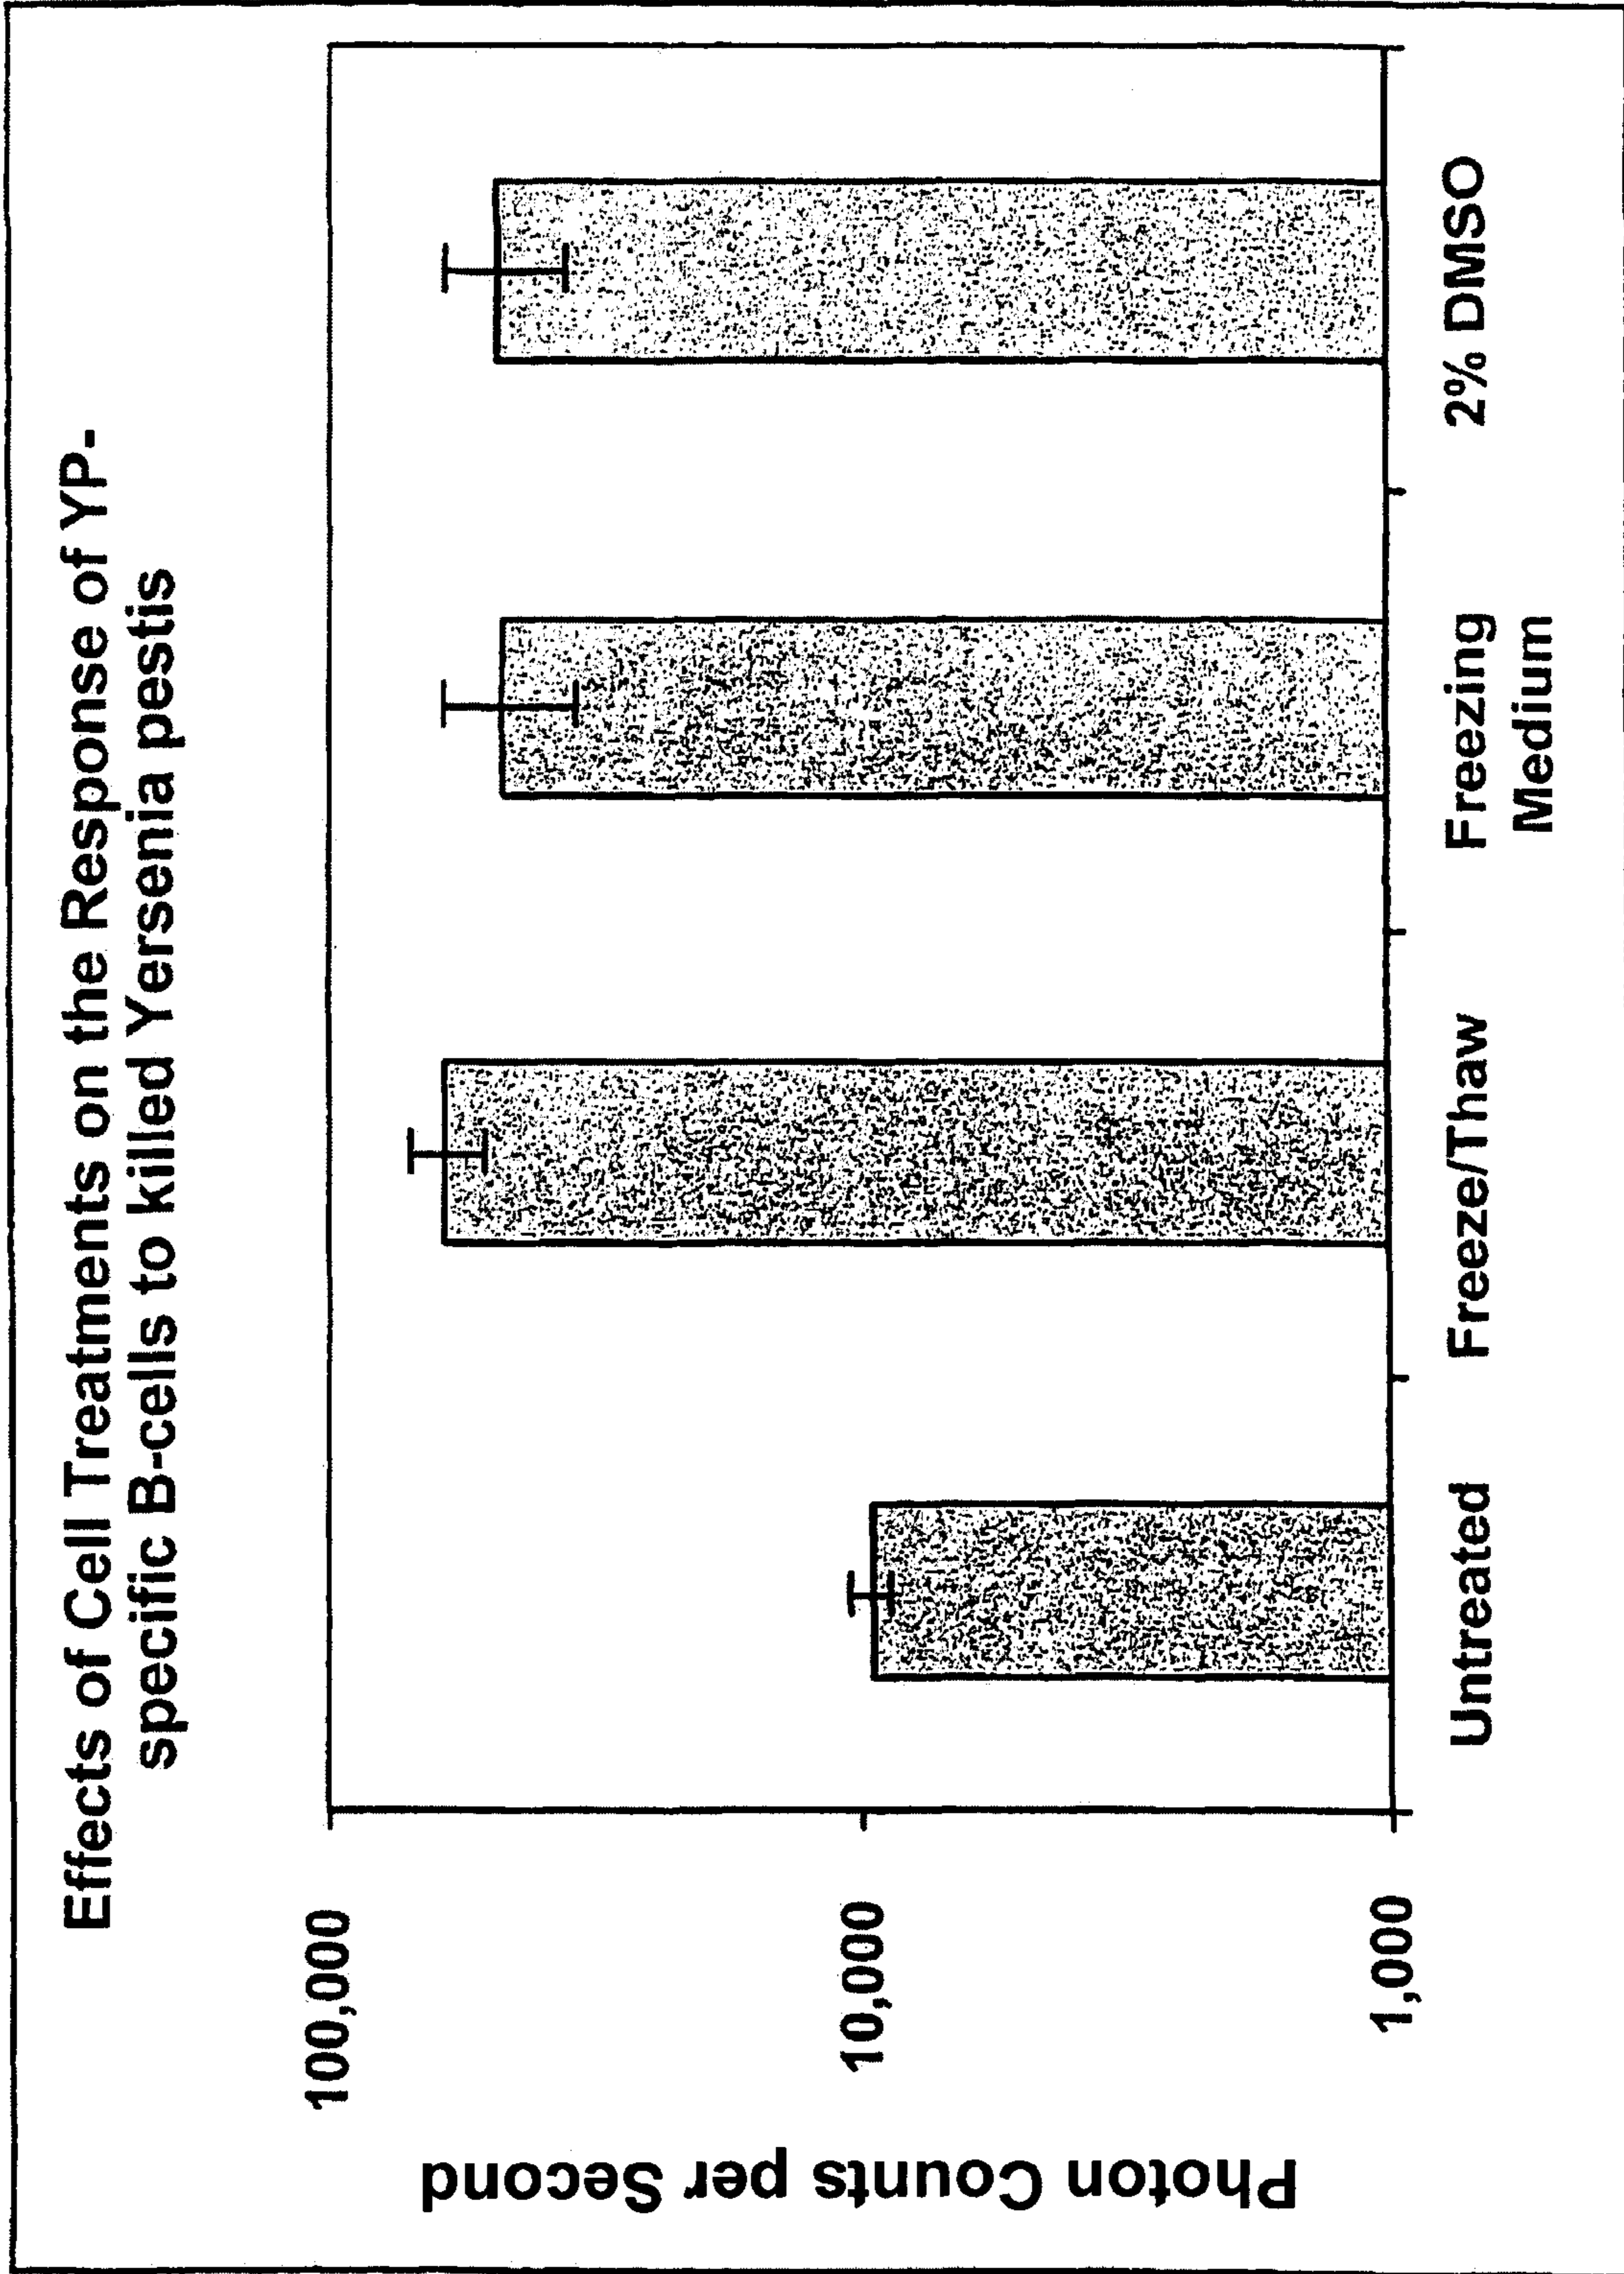 Effects of Cell Treatments on the Response of YP-
specific B-cells to killed Yersenia pestis
100,000
10,000
1,000
Photon Counts per Second
Untreated
Freeze/Thaw
Freezing
Medium
2% DMSO